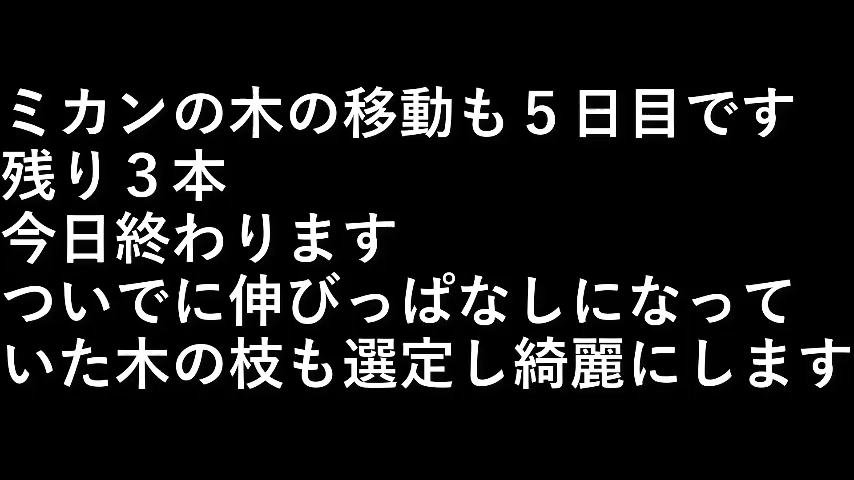 ミカンの木の移動も５日目です
残り３本
今日終わります
ついでに伸びっぱなしになって
いた木の枝も選定し綺麗にします